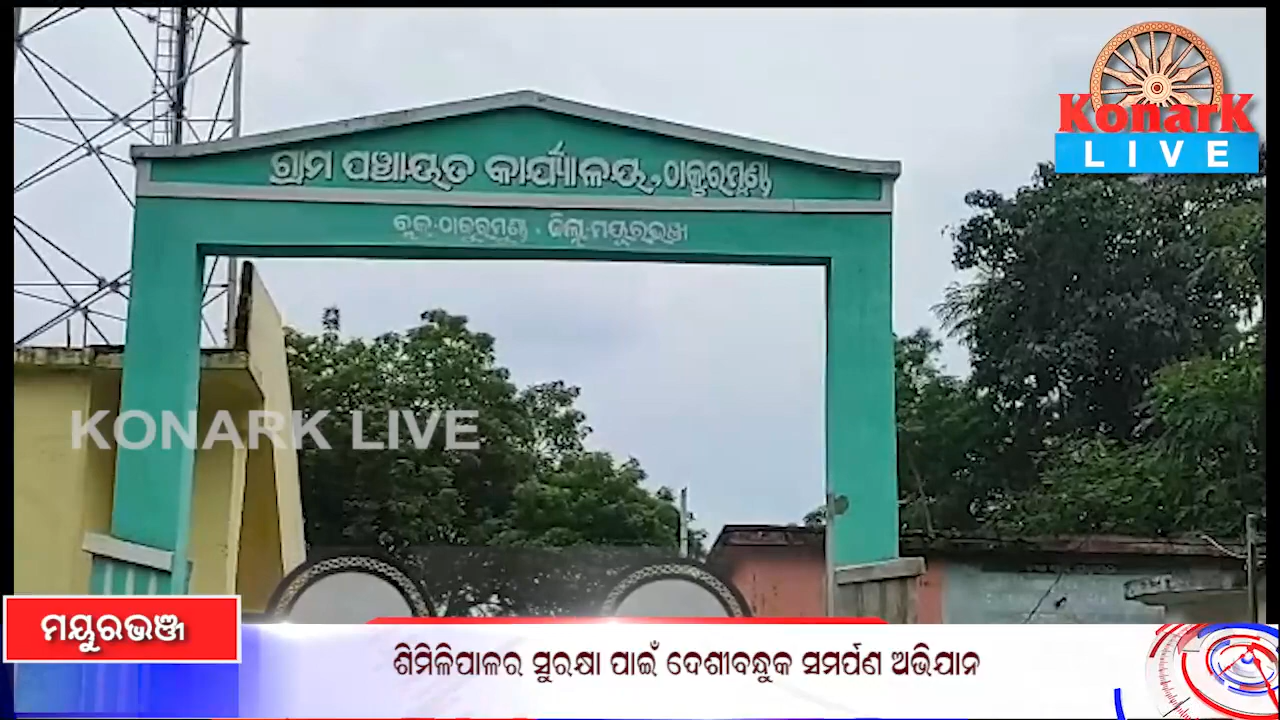 KonarK
LIVE
ଗ୍ରାମ ପଞ୍ଚାୟତ କାର୍ଯ୍ୟାଳୟ, ଠାକୁରମୁଣ୍ଡା
ବ୍ଲକ୍-ଠାକୁରମୁଣ୍ଡା • ଜିଲ୍ଲା-ମୟୂରଭଞ୍ଜ
KONARK LIVE
ମୟୁରଭଞ୍ଜ
ଶିମିଳିପାଳର ସୁରକ୍ଷା ପାଇଁ ଦେଶୀବନ୍ଧୁକ ସମର୍ପଣ ଅଭିଯାନ